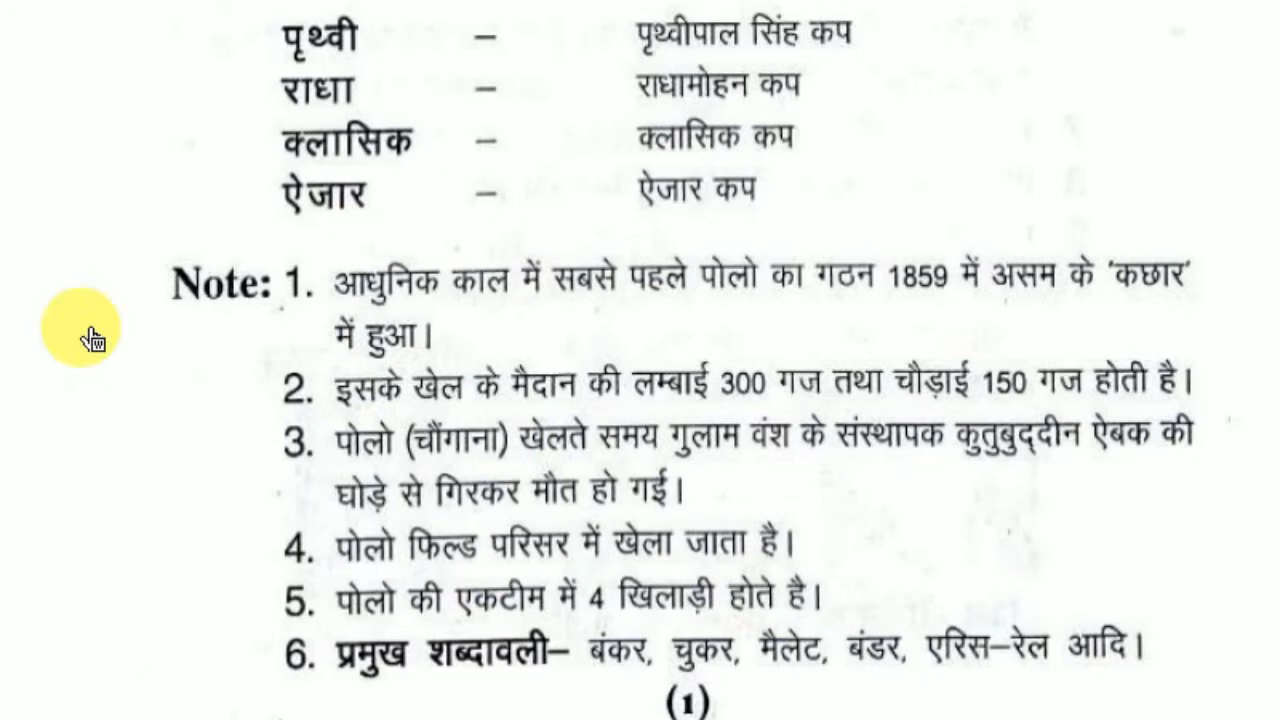 पृथ्वी – पृथ्वीपाल सिंह कप
राधा – राधामोहन कप
क्लासिक – क्लासिक कप
ऐजार – ऐजार कप
Note: 1. आधुनिक काल में सबसे पहले पोलो का गठन 1859 में असम के 'कछार'
में हुआ।
2. इसके खेल के मैदान की लम्बाई 300 गज तथा चौड़ाई 150 गज होती है।
3. पोलो (चौंगाना) खेलते समय गुलाम वंश के संस्थापक कुतुबुद्दीन ऐबक की
घोड़े से गिरकर मौत हो गई।
4. पोलो फिल्ड परिसर में खेला जाता है।
5. पोलो की एकटीम में 4 खिलाड़ी होते है।
6. प्रमुख शब्दावली– बंकर, चुकर, मैलेट, बंडर, एरिस–रेल आदि।
(1)